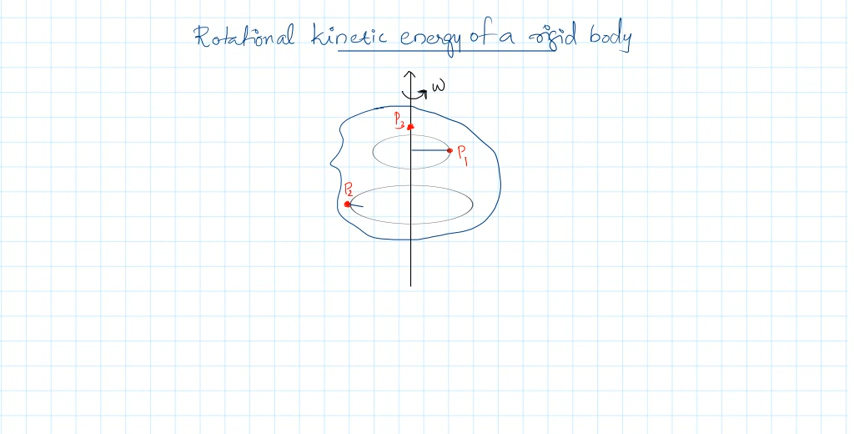 Rotational kinetic energy of a rigid body
ω
P3
P1
P2